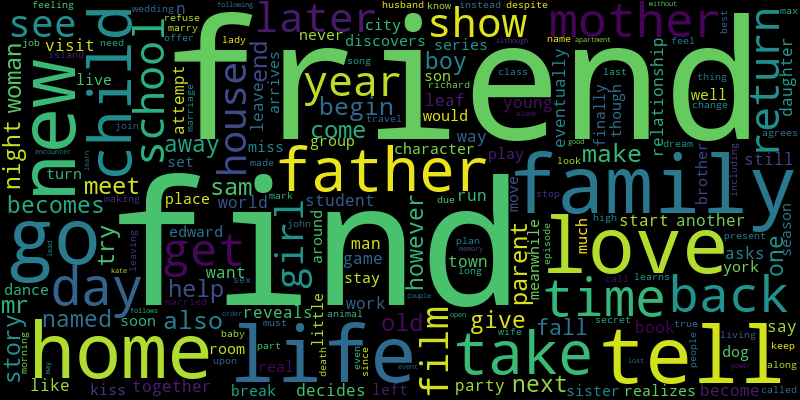 feeling
wedding
n
refuse
marry
husband
know
instead
despite
following
without
max
see
job
need
offer
later
never
city
discovers
show
series
mother
although
apartment
feel
name
best
island
visit
lady
song
boy
class
last
thing
well
change
new
child
school
live
attempt
marriage
house
end
leave
arrives
year
son
friend
richard
young
travel
alone
eventually
finally
though
relationship
good
agrees
daughter
return
woman
night
join
encounter
learn
away
begin
leaf
come
would
way
group
miss
character
play
make
look
dream
brother
including
still
turn
meet
making
set
made
father
becomes
place
sam
world
mark
student
run
due
move
stop
family
go
try
edward
girl
john
around
however
plan
memory
town
long
parent
meanwhile
episode
love
much
high
start
another
present
season
one
asks
york
day
get
want
man
game
stay
lead
kate
leaving
help
sex
married
find
couple
time
call
learns
back
dance
mr
story
named
soon
also
reveals
follows
order
must
little
work
old
film
open
wife
give
fall
secret
book
true
people
say
morning
home
may
room
baby
upon
part
real
life
animal
death
even
since
event
take
tell
lost
living
dog
power
keep
along
like
kiss
together
break
decides
left
party
next
sister
realizes
become
called